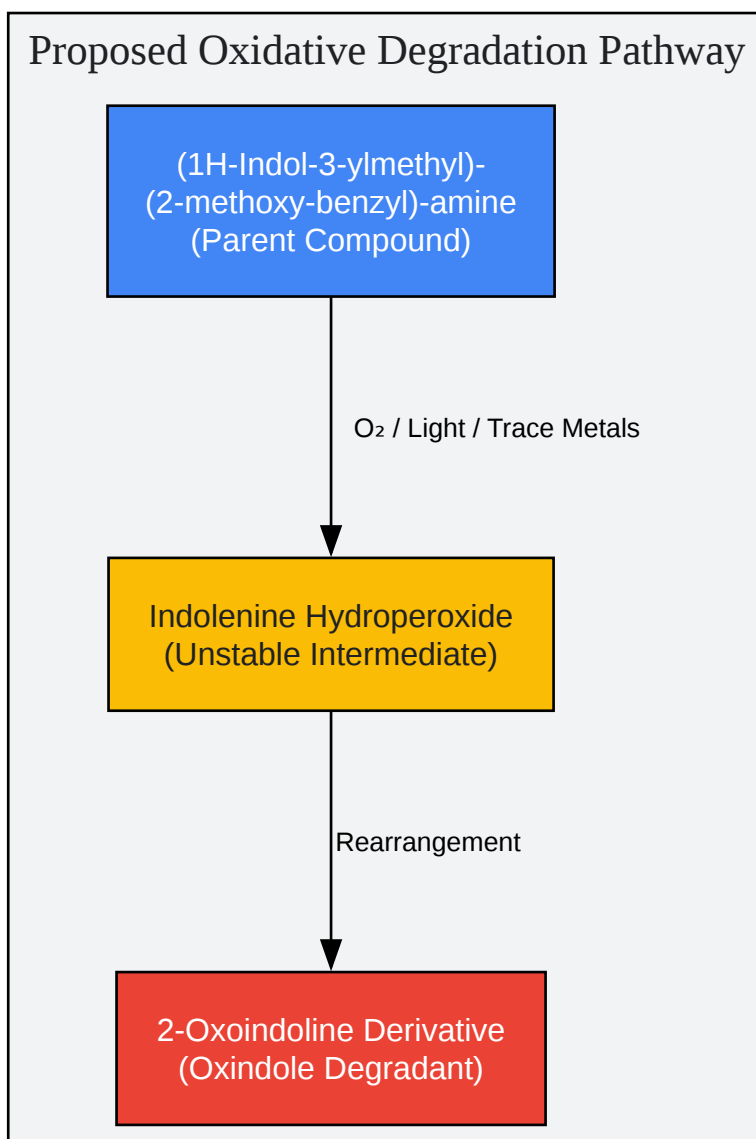 Proposed Oxidative Degradation Pathway
(1H-Indol-3-ylmethyl)-
(2-methoxy-benzyl)-amine
(Parent Compound)
O₂ / Light / Trace Metals
Indolenine Hydroperoxide
(Unstable Intermediate)
Rearrangement
2-Oxoindoline Derivative
(Oxindole Degradant)